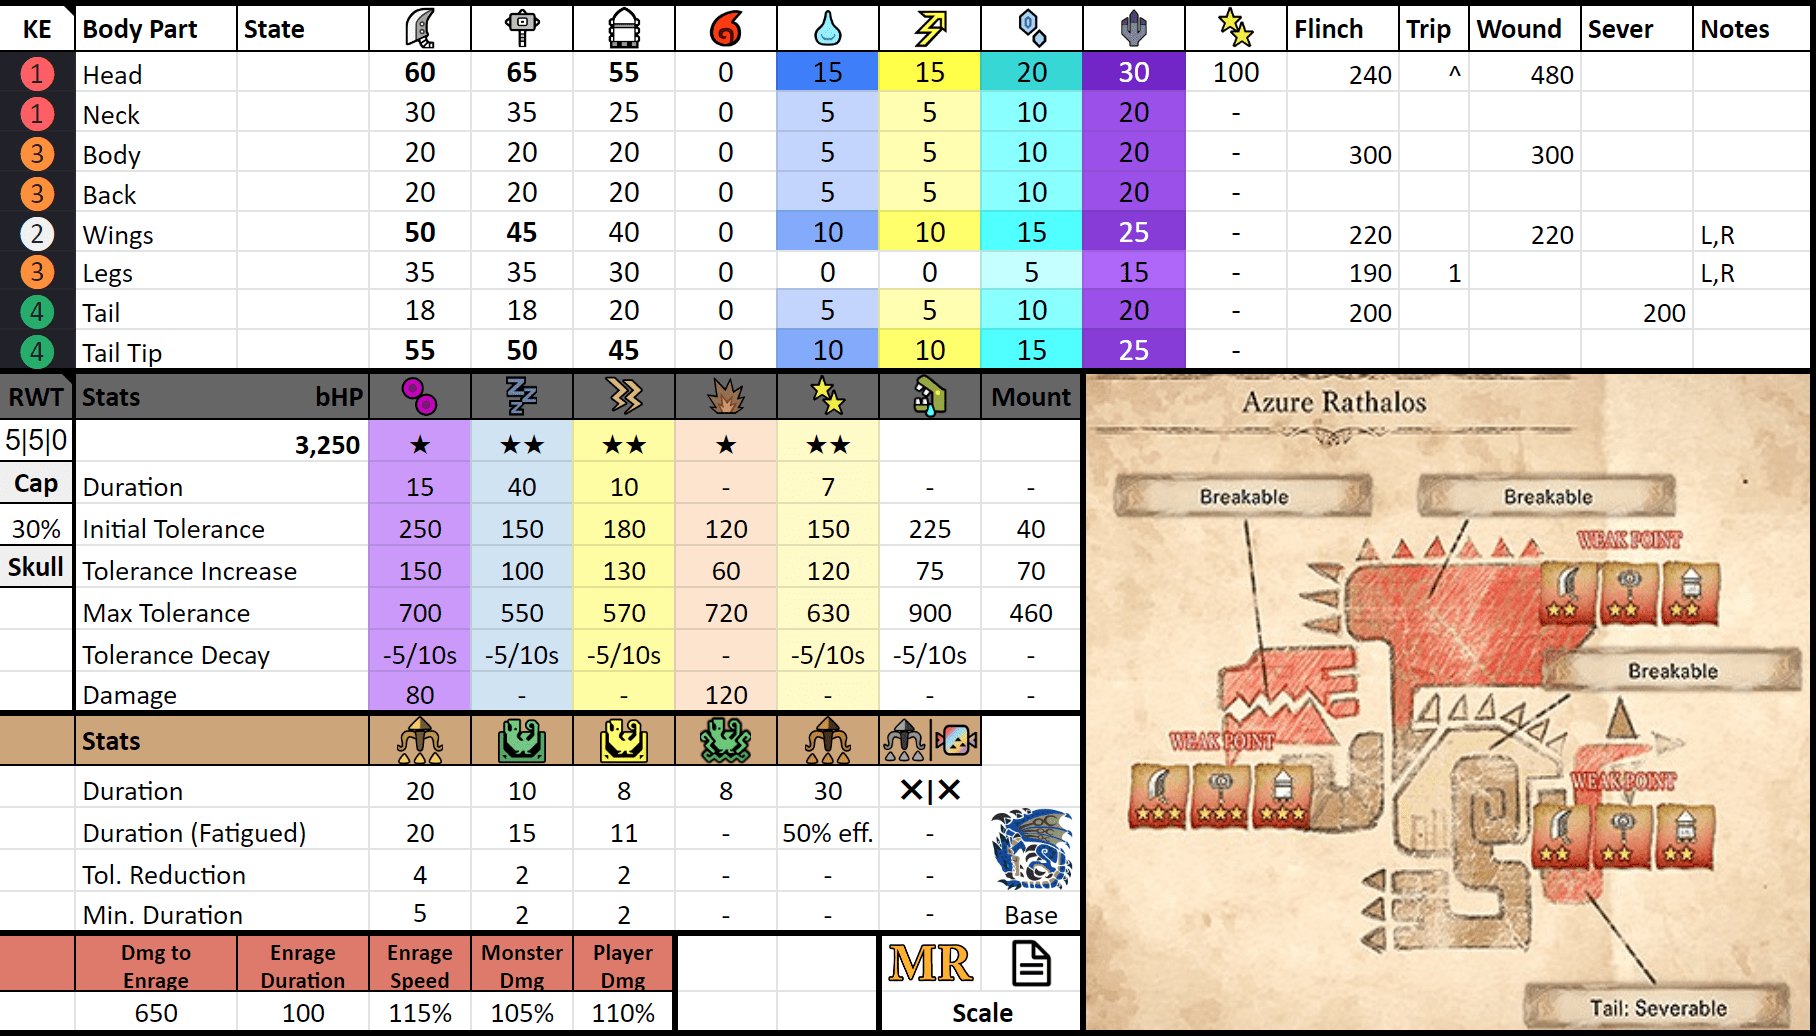 KE Body Part State Flinch Trip Wound Sever Notes
1 Head 60 65 55 0 15 15 20 30 100 240 ^ 480
1 Neck 30 35 25 0 5 5 10 20 -
3 Body 20 20 20 0 5 5 10 20 - 300 300
3 Back 20 20 20 0 5 5 10 20 -
2 Wings 50 45 40 0 10 10 15 25 - 220 220 L,R
3 Legs 35 35 30 0 0 0 5 15 - 190 1 L,R
4 Tail 18 18 20 0 5 5 10 20 - 200 200
4 Tail Tip 55 50 45 0 10 10 15 25 -
RWT Stats bHP Mount
5|5|0 3,250 ★ ★★ ★★ ★ ★★
Cap Duration 15 40 10 - 7 - -
30% Initial Tolerance 250 150 180 120 150 225 40
Skull Tolerance Increase 150 100 130 60 120 75 70
Max Tolerance 700 550 570 720 630 900 460
Tolerance Decay -5/10s -5/10s -5/10s - -5/10s -5/10s -
Damage 80 - - 120 - - -
Stats
Duration 20 10 8 8 30 ✕|✕
Duration (Fatigued) 20 15 11 - 50% eff. -
Tol. Reduction 4 2 2 - - -
Min. Duration 5 2 2 - - - Base
Dmg to Enrage Enrage Duration Enrage Speed Monster Dmg Player Dmg MR
650 100 115% 105% 110% Scale
Azure Rathalos
Breakable Breakable
WEAK POINT
Breakable
WEAK POINT
WEAK POINT
Tail: Severable